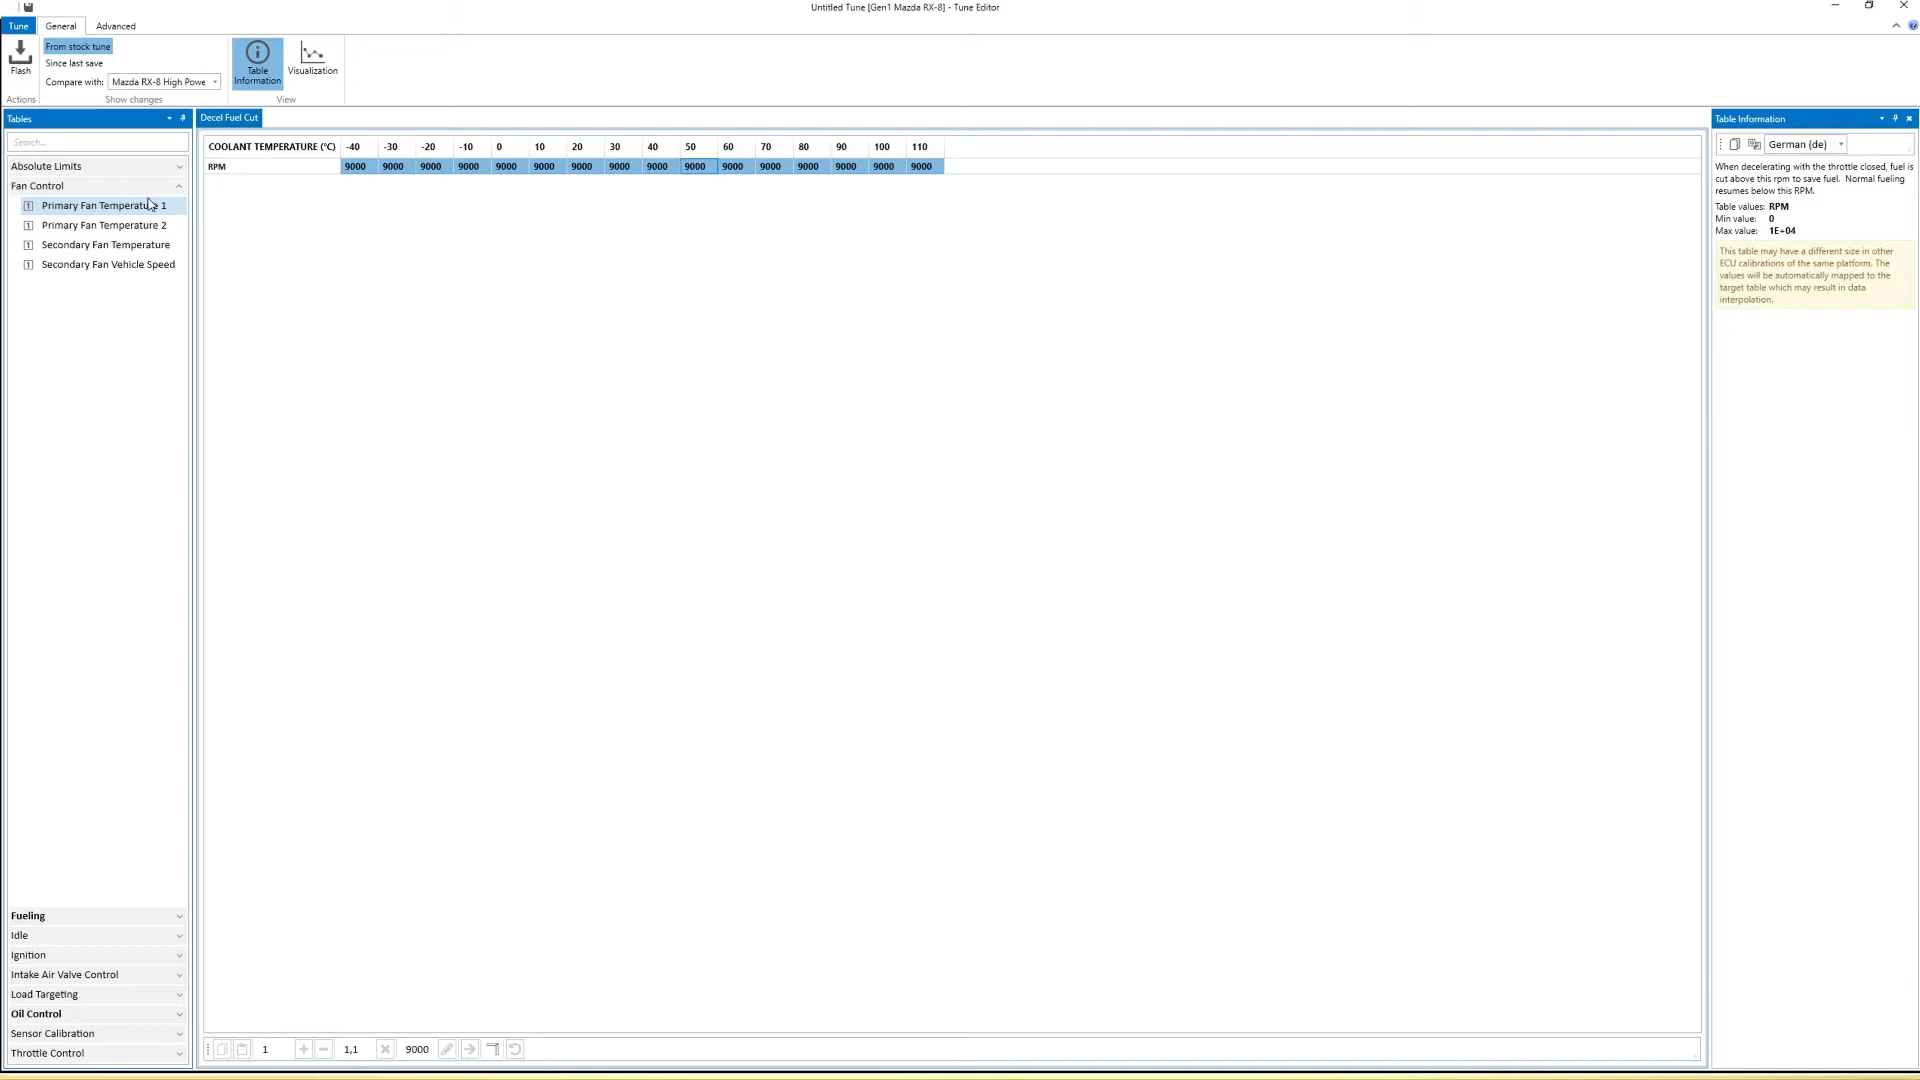 Untitled Tune [Gen1 Mazda RX-8] - Tune Editor
Tune General Advanced
Flash
From stock tune
Since last save
Compare with: Mazda RX-8 High Powe
Table Information
Visualization
Actions Show changes View
Tables
Search...
Absolute Limits
Fan Control
1 Primary Fan Temperature 1
1 Primary Fan Temperature 2
1 Secondary Fan Temperature
1 Secondary Fan Vehicle Speed
Fueling
Idle
Ignition
Intake Air Valve Control
Load Targeting
Oil Control
Sensor Calibration
Throttle Control
Decel Fuel Cut
COOLANT TEMPERATURE (°C) -40 -30 -20 -10 0 10 20 30 40 50 60 70 80 90 100 110
RPM 9000 9000 9000 9000 9000 9000 9000 9000 9000 9000 9000 9000 9000 9000 9000 9000
1 1,1 9000
Table Information
German (de)
When decelerating with the throttle closed, fuel is
cut above this rpm to save fuel. Normal fueling
resumes below this RPM.
Table values: RPM
Min value: 0
Max value: 1E+04
This table may have a different size in other
ECU calibrations of the same platform. The
values will be automatically mapped to the
target table which may result in data
interpolation.